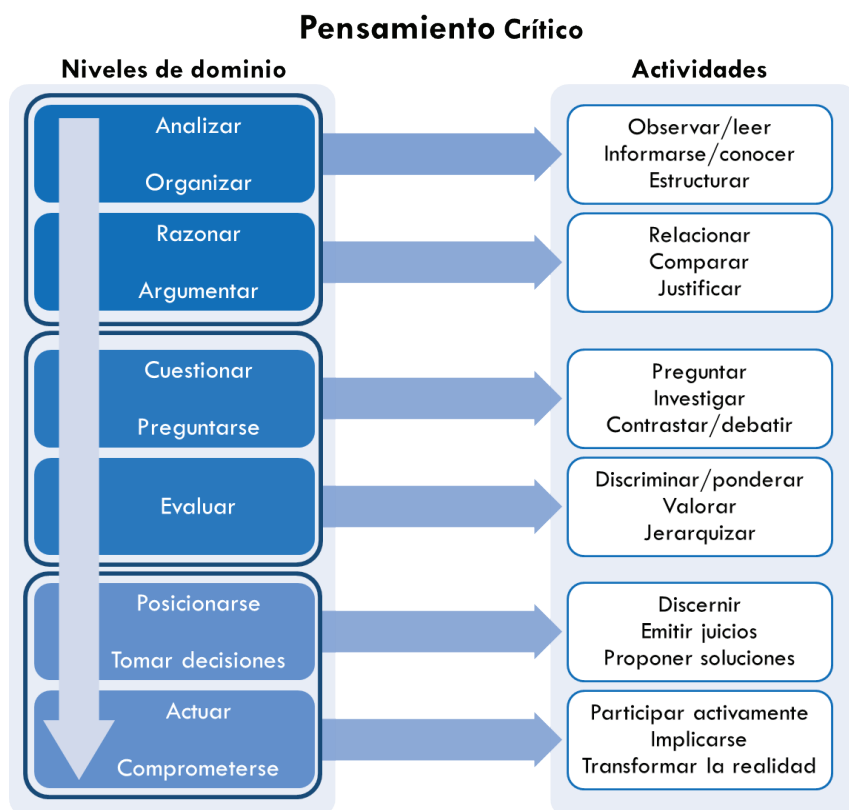 Pensamiento Crítico
Niveles de dominio
Actividades
Analizar
Organizar
Observar/leer
Informarse/conocer
Estructurar
Razonar
Argumentar
Relacionar
Comparar
Justificar
Cuestionar
Preguntarse
Preguntar
Investigar
Contrastar/debatir
Evaluar
Discriminar/ponderar
Valorar
Jerarquizar
Posicionarse
Tomar decisiones
Discernir
Emitir juicios
Proponer soluciones
Actuar
Comprometerse
Participar activamente
Implicarse
Transformar la realidad